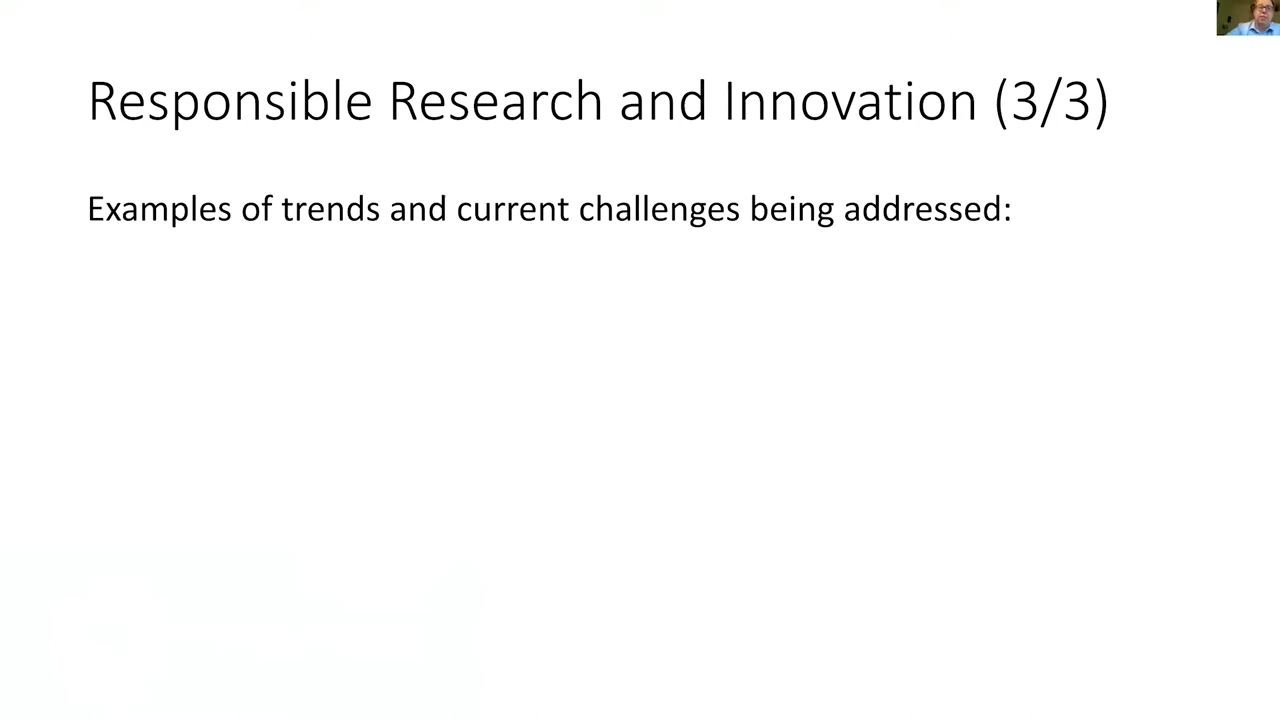 Responsible Research and Innovation (3/3)
Examples of trends and current challenges being addressed: